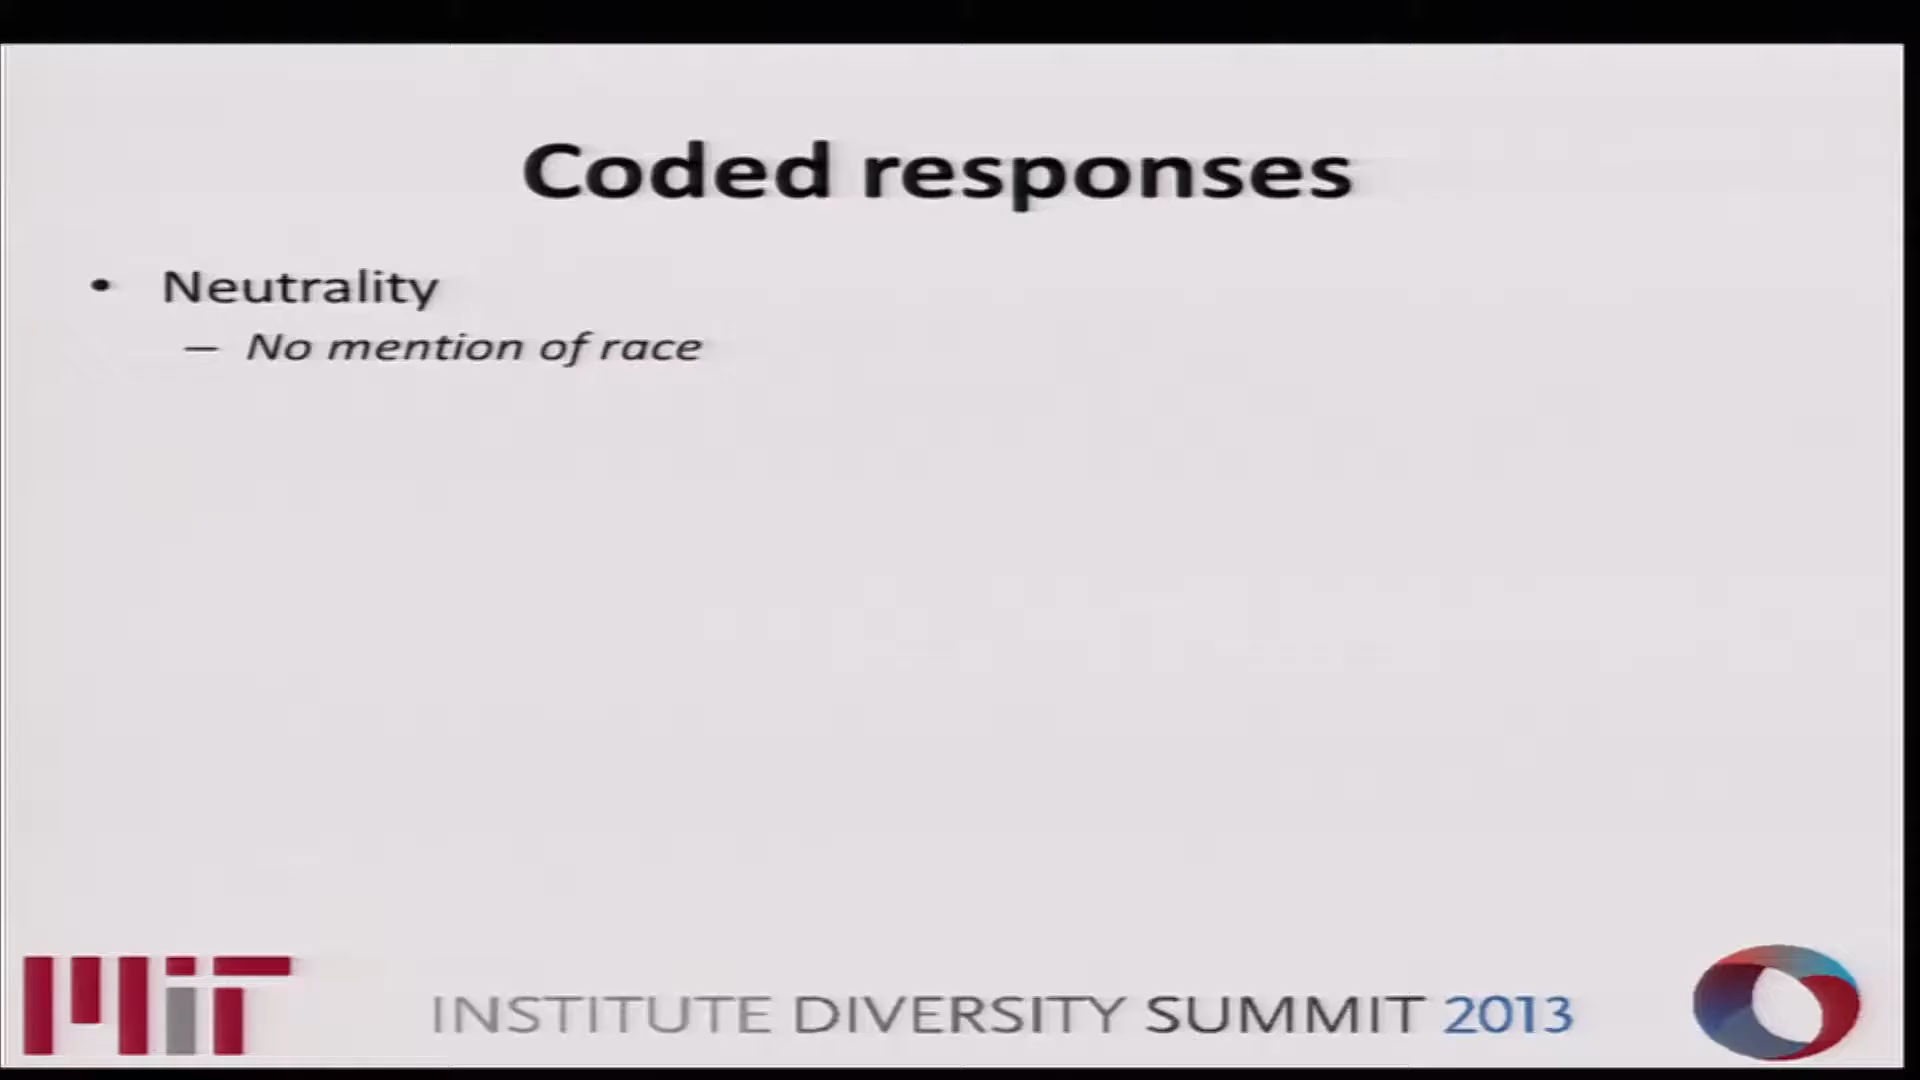 Coded responses
• Neutrality
– No mention of race
MIT
INSTITUTE DIVERSITY SUMMIT 2013